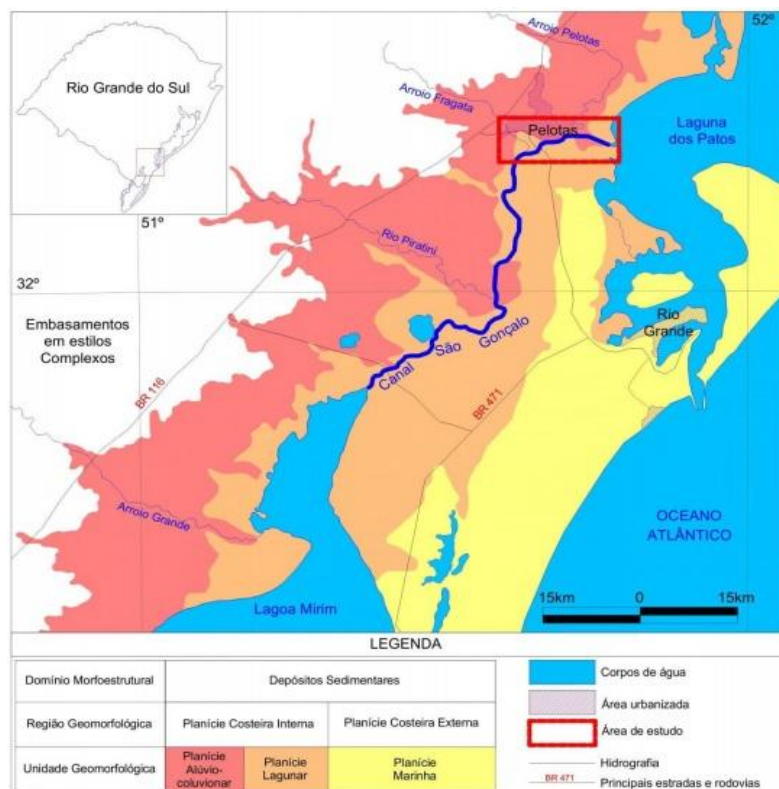 52º
Arroio Pelotas
Rio Grande do Sul
Arroio Fragata
Laguna
dos Patos
Pelotas
51º
Rio Piratini
32º
Rio
Grande
Embasamentos
em estilos
Complexos
Canal São Gonçalo
BR 116
BR 471
Arroio Grande
OCEANO
ATLÂNTICO
15km 0 15km
Lagoa Mirim
LEGENDA
Domínio Morfoestrutural
Depósitos Sedimentares
Região Geomorfológica
Planície Costeira Interna
Planície Costeira Externa
Unidade Geomorfológica
Planície
Alúvio-
coluvionar
Planície
Lagunar
Planície
Marinha
Corpos de água
Área urbanizada
Área de estudo
Hidrografia
BR 471
Principais estradas e rodovias